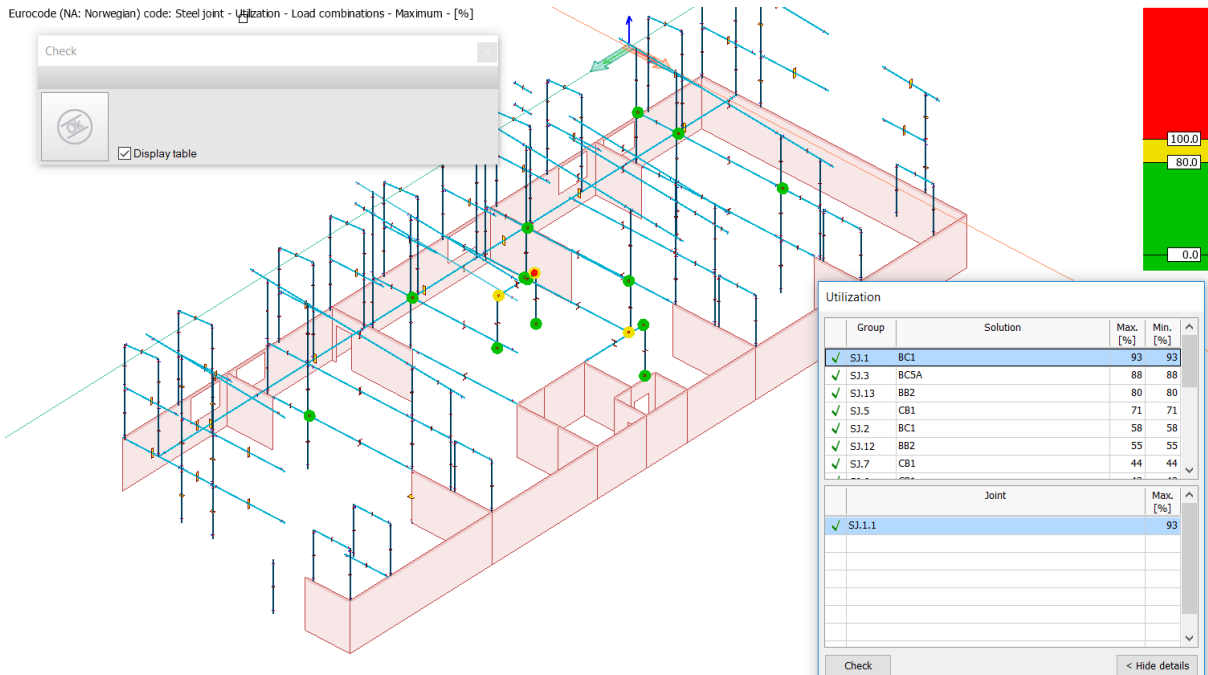 Eurocode (NA: Norwegian) code: Steel joint - Utilization - Load combinations - Maximum - [%]
Check
OK
Display table
100.0
80.0
0.0
Utilization
Group Solution Max. [%] Min. [%]
SJ.1 BC1 93 93
SJ.3 BC5A 88 88
SJ.13 BB2 80 80
SJ.5 CB1 71 71
SJ.2 BC1 58 58
SJ.12 BB2 55 55
SJ.7 CB1 44 44
Joint Max. [%]
SJ.1.1 93
Check < Hide details